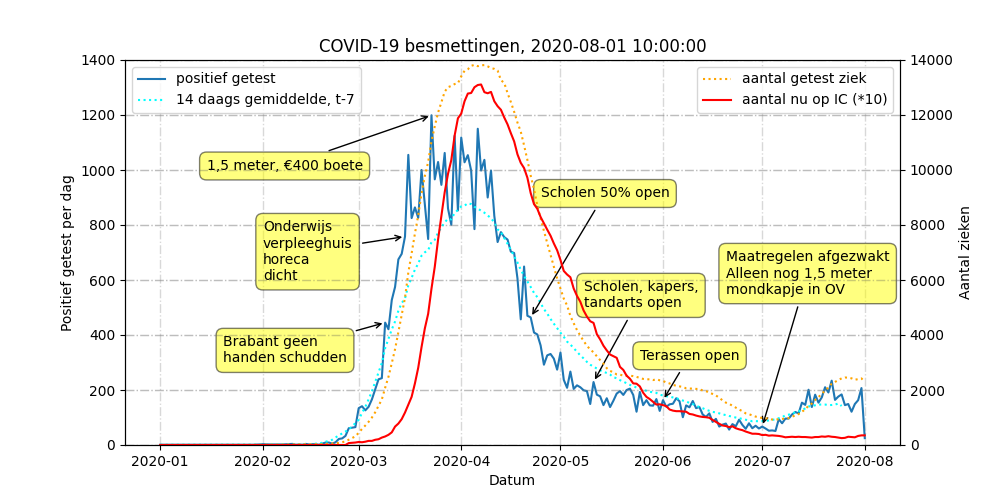 COVID-19 besmettingen, 2020-08-01 10:00:00
positief getest
14 daags gemiddelde, t-7
aantal getest ziek
aantal nu op IC (*10)
1400
1200
1000
800
600
400
200
0
Positief getest per dag
14000
12000
10000
8000
6000
4000
2000
0
Aantal zieken
1,5 meter, €400 boete
Onderwijs
verpleeghuis
horeca
dicht
Brabant geen
handen schudden
Scholen 50% open
Scholen, kapers,
tandarts open
Terassen open
Maatregelen afgezwakt
Alleen nog 1,5 meter
mondkapje in OV
2020-01
2020-02
2020-03
2020-04
2020-05
2020-06
2020-07
2020-08
Datum